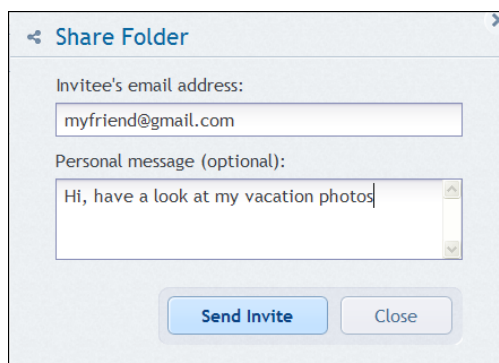 Share Folder
Invitee's email address:
myfriend@gmail.com
Personal message (optional):
Hi, have a look at my vacation photos
Send Invite
Close